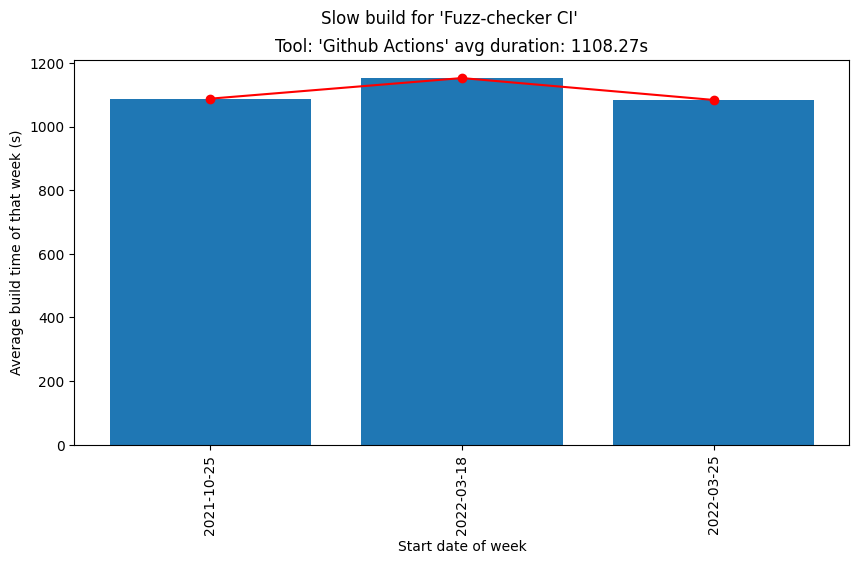 Slow build for 'Fuzz-checker CI'
Tool: 'Github Actions' avg duration: 1108.27s
Average build time of that week (s)
1200
1000
800
600
400
200
0
2021-10-25
2022-03-18
2022-03-25
Start date of week